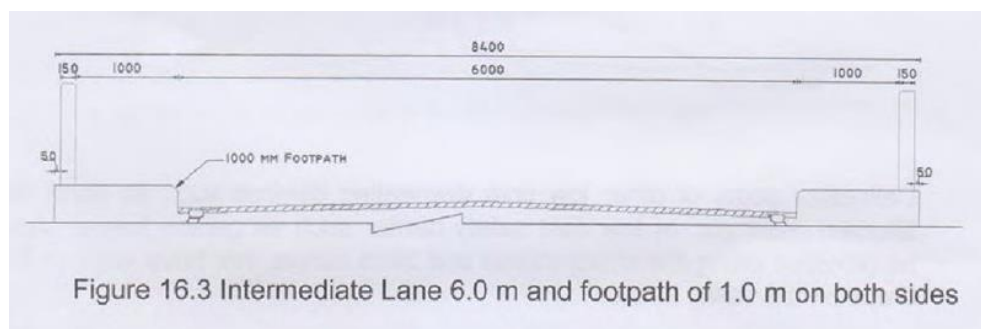 8400
150 1000 6000 1000 150
50 1000 MM FOOTPATH 50
Figure 16.3 Intermediate Lane 6.0 m and footpath of 1.0 m on both sides